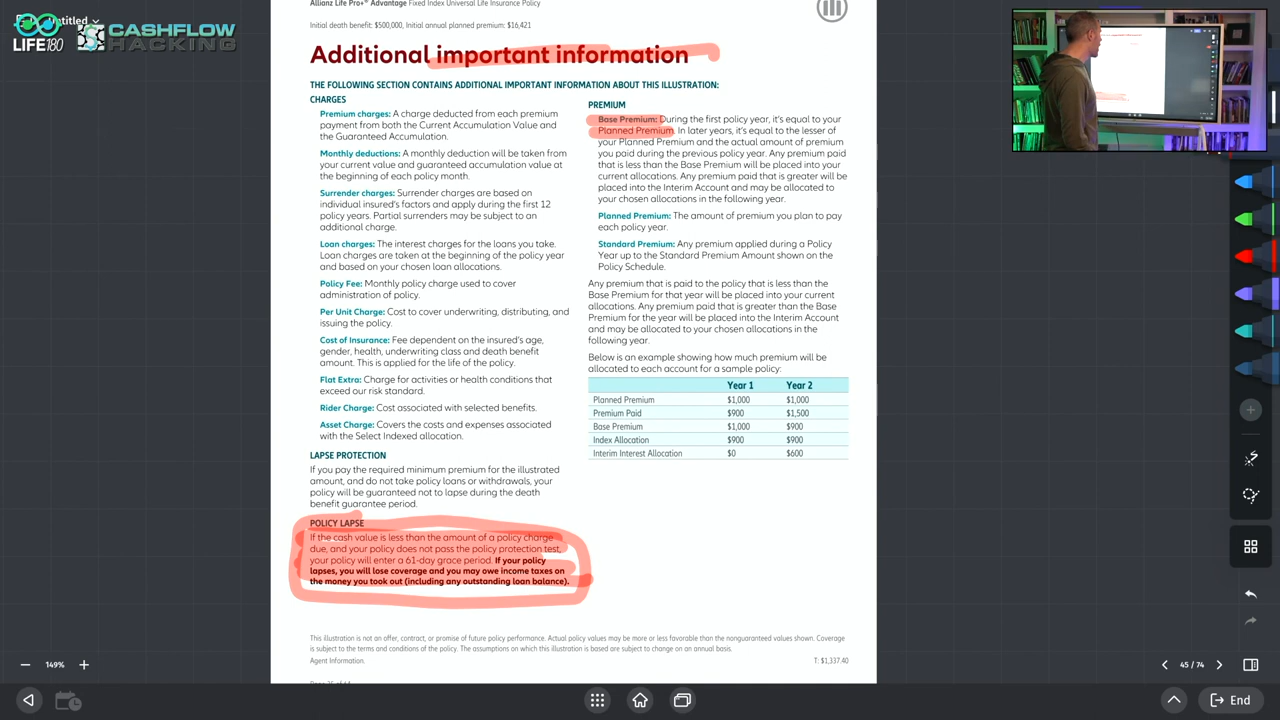 Untitled
LIFE180
CASHFLOW
HACKING
Allianz Life Pro+® Advantage Fixed Index Universal Life Insurance Policy
Initial death benefit: $500,000, Initial annual planned premium: $16,421
Additional important information
THE FOLLOWING SECTION CONTAINS ADDITIONAL IMPORTANT INFORMATION ABOUT THIS ILLUSTRATION:
CHARGES
Premium charges: A charge deducted from each premium
payment from both the Current Accumulation Value and
the Guaranteed Accumulation.
Monthly deductions: A monthly deduction will be taken from
your current value and guaranteed accumulation value at
the beginning of each policy month.
Surrender charges: Surrender charges are based on
individual insured's factors and apply during the first 12
policy years. Partial surrenders may be subject to an
additional charge.
Loan charges: The interest charges for the loans you take.
Loan charges are taken at the beginning of the policy year
and based on your chosen loan allocations.
Policy Fee: Monthly policy charge used to cover
administration of policy.
Per Unit Charge: Cost to cover underwriting, distributing, and
issuing the policy.
Cost of Insurance: Fee dependent on the insured's age,
gender, health, underwriting class and death benefit
amount. This is applied for the life of the policy.
Flat Extra: Charge for activities or health conditions that
exceed our risk standard.
Rider Charge: Cost associated with selected benefits.
Asset Charge: Covers the costs and expenses associated
with the Select Indexed allocation.
LAPSE PROTECTION
If you pay the required minimum premium for the illustrated
amount, and do not take policy loans or withdrawals, your
policy will be guaranteed not to lapse during the death
benefit guarantee period.
POLICY LAPSE
If the cash value is less than the amount of a policy charge
due, and your policy does not pass the policy protection test,
your policy will enter a 61-day grace period. If your policy
lapses, you will lose coverage and you may owe income taxes on
the money you took out (including any outstanding loan balance).
PREMIUM
Base Premium: During the first policy year, it's equal to your
Planned Premium. In later years, it's equal to the lesser of
your Planned Premium and the actual amount of premium
you paid during the previous policy year. Any premium paid
that is less than the Base Premium will be placed into your
current allocations. Any premium paid that is greater will be
placed into the Interim Account and may be allocated to
your chosen allocations in the following year.
Planned Premium: The amount of premium you plan to pay
each policy year.
Standard Premium: Any premium applied during a Policy
Year up to the Standard Premium Amount shown on the
Policy Schedule.
Any premium that is paid to the policy that is less than the
Base Premium for that year will be placed into your current
allocations. Any premium paid that is greater than the Base
Premium for the year will be placed into the Interim Account
and may be allocated to your chosen allocations in the
following year.
Below is an example showing how much premium will be
allocated to each account for a sample policy:
Year 1 Year 2
Planned Premium $1,000 $1,000
Premium Paid $900 $1,500
Base Premium $1,000 $900
Index Allocation $900 $900
Interim Interest Allocation $0 $600
This illustration is not an offer, contract, or promise of future policy performance. Actual policy values may be more or less favorable than the nonguaranteed values shown. Coverage
is subject to the terms and conditions of the policy. The assumptions on which this illustration is based are subject to change on an annual basis.
Agent Information. T: $1,337.40
149%
45 / 74
End